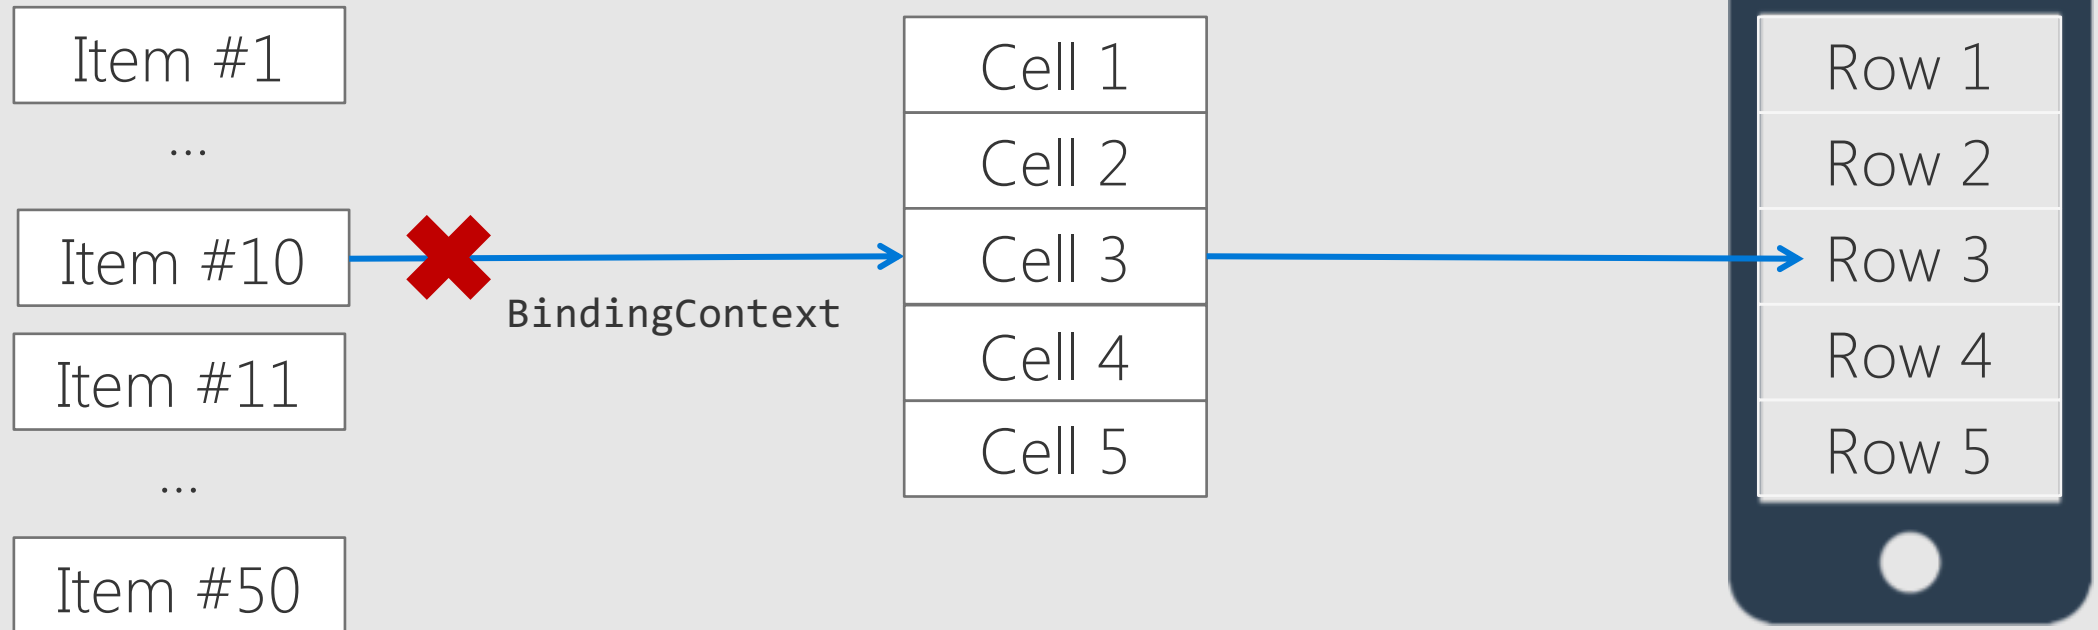 Item #1
...
Item #10
Item #11
...
Item #50
BindingContext
Cell 1
Cell 2
Cell 3
Cell 4
Cell 5
Row 1
Row 2
Row 3
Row 4
Row 5